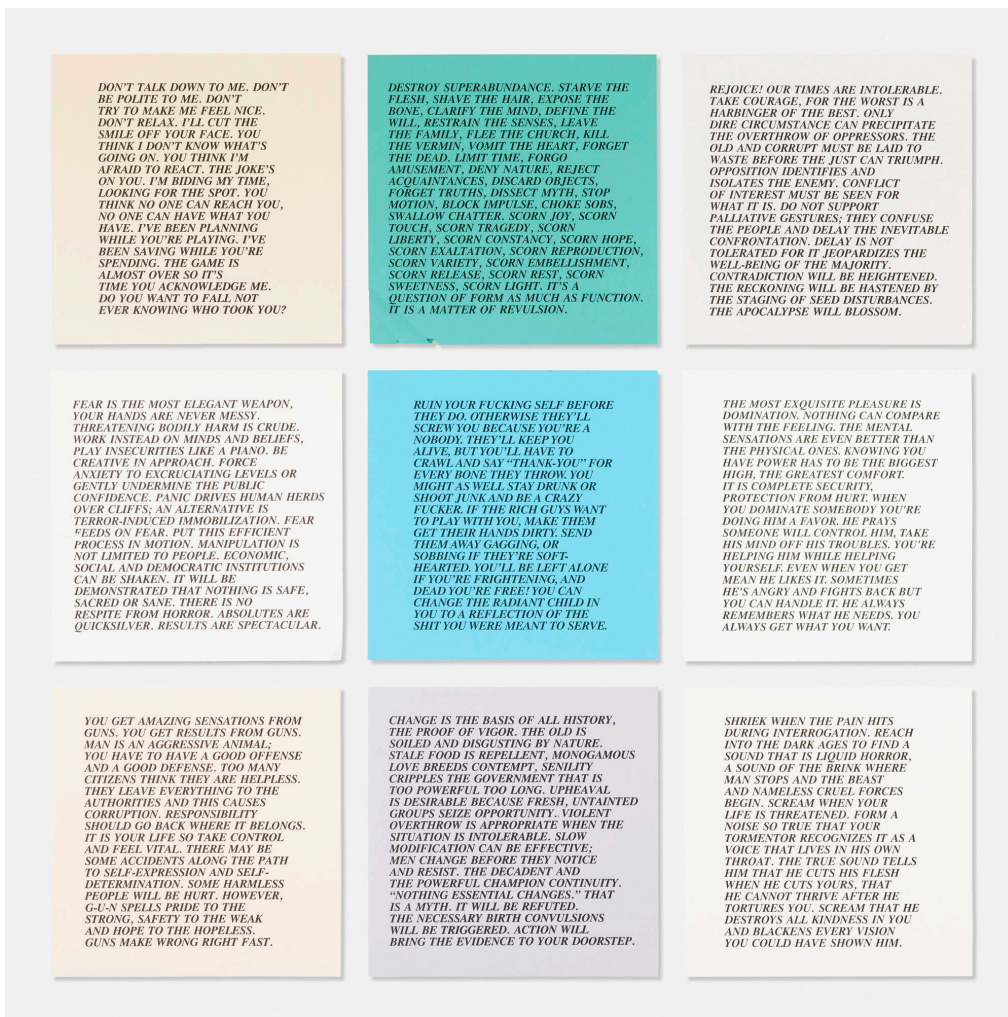 DON'T TALK DOWN TO ME. DON'T
BE POLITE TO ME. DON'T
TRY TO MAKE ME FEEL NICE.
DON'T RELAX. I'LL CUT THE
SMILE OFF YOUR FACE. YOU
THINK I DON'T KNOW WHAT'S
GOING ON. YOU THINK I'M
AFRAID TO REACT. THE JOKE'S
ON YOU. I'M BIDING MY TIME,
LOOKING FOR THE SPOT. YOU
THINK NO ONE CAN REACH YOU,
NO ONE CAN HAVE WHAT YOU
HAVE. I'VE BEEN PLANNING
WHILE YOU'RE PLAYING. I'VE
BEEN SAVING WHILE YOU'RE
SPENDING. THE GAME IS
ALMOST OVER SO IT'S
TIME YOU ACKNOWLEDGE ME.
DO YOU WANT TO FALL NOT
EVER KNOWING WHO TOOK YOU?
DESTROY SUPERABUNDANCE. STARVE THE
FLESH, SHAVE THE HAIR, EXPOSE THE
BONE, CLARIFY THE MIND, DEFINE THE
WILL, RESTRAIN THE SENSES, LEAVE
THE FAMILY, FLEE THE CHURCH, KILL
THE VERMIN, VOMIT THE HEART, FORGET
THE DEAD. LIMIT TIME, FORGO
AMUSEMENT, DENY NATURE, REJECT
ACQUAINTANCES, DISCARD OBJECTS,
FORGET TRUTHS, DISSECT MYTH, STOP
MOTION, BLOCK IMPULSE, CHOKE SOBS,
SWALLOW CHATTER. SCORN JOY, SCORN
TOUCH, SCORN TRAGEDY, SCORN
LIBERTY, SCORN CONSTANCY, SCORN HOPE,
SCORN EXALTATION, SCORN REPRODUCTION,
SCORN VARIETY, SCORN EMBELLISHMENT,
SCORN RELEASE, SCORN REST, SCORN
SWEETNESS, SCORN LIGHT. IT'S A
QUESTION OF FORM AS MUCH AS FUNCTION.
IT IS A MATTER OF REVULSION.
REJOICE! OUR TIMES ARE INTOLERABLE.
TAKE COURAGE, FOR THE WORST IS A
HARBINGER OF THE BEST. ONLY
DIRE CIRCUMSTANCE CAN PRECIPITATE
THE OVERTHROW OF OPPRESSORS. THE
OLD AND CORRUPT MUST BE LAID TO
WASTE BEFORE THE JUST CAN TRIUMPH.
OPPOSITION IDENTIFIES AND
ISOLATES THE ENEMY. CONFLICT
OF INTEREST MUST BE SEEN FOR
WHAT IT IS. DO NOT SUPPORT
PALLIATIVE GESTURES; THEY CONFUSE
THE PEOPLE AND DELAY THE INEVITABLE
CONFRONTATION. DELAY IS NOT
TOLERATED FOR IT JEOPARDIZES THE
WELL-BEING OF THE MAJORITY.
CONTRADICTION WILL BE HEIGHTENED.
THE RECKONING WILL BE HASTENED BY
THE STAGING OF SEED DISTURBANCES.
THE APOCALYPSE WILL BLOSSOM.
FEAR IS THE MOST ELEGANT WEAPON,
YOUR HANDS ARE NEVER MESSY.
THREATENING BODILY HARM IS CRUDE.
WORK INSTEAD ON MINDS AND BELIEFS,
PLAY INSECURITIES LIKE A PIANO. BE
CREATIVE IN APPROACH. FORCE
ANXIETY TO EXCRUCIATING LEVELS OR
GENTLY UNDERMINE THE PUBLIC
CONFIDENCE. PANIC DRIVES HUMAN HERDS
OVER CLIFFS; AN ALTERNATIVE IS
TERROR-INDUCED IMMOBILIZATION. FEAR
FEEDS ON FEAR. PUT THIS EFFICIENT
PROCESS IN MOTION. MANIPULATION IS
NOT LIMITED TO PEOPLE. ECONOMIC,
SOCIAL AND DEMOCRATIC INSTITUTIONS
CAN BE SHAKEN. IT WILL BE
DEMONSTRATED THAT NOTHING IS SAFE,
SACRED OR SANE. THERE IS NO
RESPITE FROM HORROR. ABSOLUTES ARE
QUICKSILVER. RESULTS ARE SPECTACULAR.
RUIN YOUR FUCKING SELF BEFORE
THEY DO. OTHERWISE THEY'LL
SCREW YOU BECAUSE YOU'RE A
NOBODY. THEY'LL KEEP YOU
ALIVE, BUT YOU'LL HAVE TO
CRAWL AND SAY "THANK-YOU" FOR
EVERY BONE THEY THROW. YOU
MIGHT AS WELL STAY DRUNK OR
SHOOT JUNK AND BE A CRAZY
FUCKER. IF THE RICH GUYS WANT
TO PLAY WITH YOU, MAKE THEM
GET THEIR HANDS DIRTY. SEND
THEM AWAY GAGGING, OR
SOBBING IF THEY'RE SOFT-
HEARTED. YOU'LL BE LEFT ALONE
IF YOU'RE FRIGHTENING, AND
DEAD YOU'RE FREE! YOU CAN
CHANGE THE RADIANT CHILD IN
YOU TO A REFLECTION OF THE
SHIT YOU WERE MEANT TO SERVE.
THE MOST EXQUISITE PLEASURE IS
DOMINATION. NOTHING CAN COMPARE
WITH THE FEELING. THE MENTAL
SENSATIONS ARE EVEN BETTER THAN
THE PHYSICAL ONES. KNOWING YOU
HAVE POWER HAS TO BE THE BIGGEST
HIGH, THE GREATEST COMFORT.
IT IS COMPLETE SECURITY,
PROTECTION FROM HURT. WHEN
YOU DOMINATE SOMEBODY YOU'RE
DOING HIM A FAVOR. HE PRAYS
SOMEONE WILL CONTROL HIM, TAKE
HIS MIND OFF HIS TROUBLES. YOU'RE
HELPING HIM WHILE HELPING
YOURSELF. EVEN WHEN YOU GET
MEAN HE LIKES IT. SOMETIMES
HE'S ANGRY AND FIGHTS BACK BUT
YOU CAN HANDLE IT. HE ALWAYS
REMEMBERS WHAT HE NEEDS. YOU
ALWAYS GET WHAT YOU WANT.
YOU GET AMAZING SENSATIONS FROM
GUNS. YOU GET RESULTS FROM GUNS.
MAN IS AN AGGRESSIVE ANIMAL;
YOU HAVE TO HAVE A GOOD OFFENSE
AND A GOOD DEFENSE. TOO MANY
CITIZENS THINK THEY ARE HELPLESS.
THEY LEAVE EVERYTHING TO THE
AUTHORITIES AND THIS CAUSES
CORRUPTION. RESPONSIBILITY
SHOULD GO BACK WHERE IT BELONGS.
IT IS YOUR LIFE SO TAKE CONTROL
AND FEEL VITAL. THERE MAY BE
SOME ACCIDENTS ALONG THE PATH
TO SELF-EXPRESSION AND SELF-
DETERMINATION. SOME HARMLESS
PEOPLE WILL BE HURT. HOWEVER,
G-U-N SPELLS PRIDE TO THE
STRONG, SAFETY TO THE WEAK
AND HOPE TO THE HOPELESS.
GUNS MAKE WRONG RIGHT FAST.
CHANGE IS THE BASIS OF ALL HISTORY,
THE PROOF OF VIGOR. THE OLD IS
SOILED AND DISGUSTING BY NATURE.
STALE FOOD IS REPELLENT, MONOGAMOUS
LOVE BREEDS CONTEMPT, SENILITY
CRIPPLES THE GOVERNMENT THAT IS
TOO POWERFUL TOO LONG. UPHEAVAL
IS DESIRABLE BECAUSE FRESH, UNTAINTED
GROUPS SEIZE OPPORTUNITY. VIOLENT
OVERTHROW IS APPROPRIATE WHEN THE
SITUATION IS INTOLERABLE. SLOW
MODIFICATION CAN BE EFFECTIVE;
MEN CHANGE BEFORE THEY NOTICE
AND RESIST. THE DECADENT AND
THE POWERFUL CHAMPION CONTINUITY.
"NOTHING ESSENTIAL CHANGES." THAT
IS A MYTH. IT WILL BE REFUTED.
THE NECESSARY BIRTH CONVULSIONS
WILL BE TRIGGERED. ACTION WILL
BRING THE EVIDENCE TO YOUR DOORSTEP.
SHRIEK WHEN THE PAIN HITS
DURING INTERROGATION. REACH
INTO THE DARK AGES TO FIND A
SOUND THAT IS LIQUID HORROR,
A SOUND OF THE BRINK WHERE
MAN STOPS AND THE BEAST
AND NAMELESS CRUEL FORCES
BEGIN. SCREAM WHEN YOUR
LIFE IS THREATENED. FORM A
NOISE SO TRUE THAT YOUR
TORMENTOR RECOGNIZES IT AS A
VOICE THAT LIVES IN HIS OWN
THROAT. THE TRUE SOUND TELLS
HIM THAT HE CUTS HIS FLESH
WHEN HE CUTS YOURS, THAT
HE CANNOT THRIVE AFTER HE
TORTURES YOU. SCREAM THAT HE
DESTROYS ALL KINDNESS IN YOU
AND BLACKENS EVERY VISION
YOU COULD HAVE SHOWN HIM.